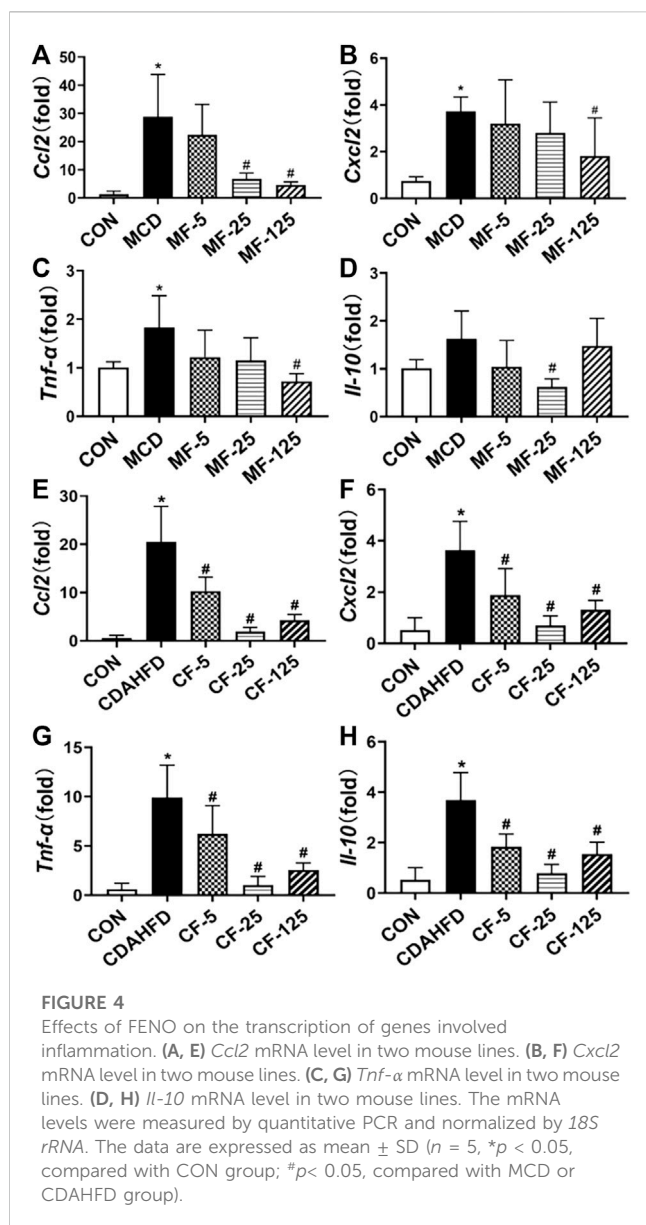 A
B
Ccl2(fold)
50
40
30
20
10
0
*
#
#
CON
MCD
MF-5
MF-25
MF-125
Cxcl2(fold)
6
4
2
0
*
#
CON
MCD
MF-5
MF-25
MF-125
C
D
Tnf-α(fold)
3
2
1
0
*
#
CON
MCD
MF-5
MF-25
MF-125
Il-10(fold)
3
2
1
0
#
CON
MCD
MF-5
MF-25
MF-125
E
F
Ccl2(fold)
30
20
10
0
*
#
#
#
CON
CDAHFD
CF-5
CF-25
CF-125
Cxcl2(fold)
6
4
2
0
*
#
#
#
CON
CDAHFD
CF-5
CF-25
CF-125
G
H
Tnf-α(fold)
15
10
5
0
*
#
#
#
CON
CDAHFD
CF-5
CF-25
CF-125
Il-10(fold)
6
4
2
0
*
#
#
#
CON
CDAHFD
CF-5
CF-25
CF-125
FIGURE 4
Effects of FENO on the transcription of genes involved
inflammation. (A, E) Ccl2 mRNA level in two mouse lines. (B, F) Cxcl2
mRNA level in two mouse lines. (C, G) Tnf-α mRNA level in two mouse
lines. (D, H) Il-10 mRNA level in two mouse lines. The mRNA
levels were measured by quantitative PCR and normalized by 18S
rRNA. The data are expressed as mean ± SD (n = 5, *p < 0.05,
compared with CON group; #p< 0.05, compared with MCD or
CDAHFD group).